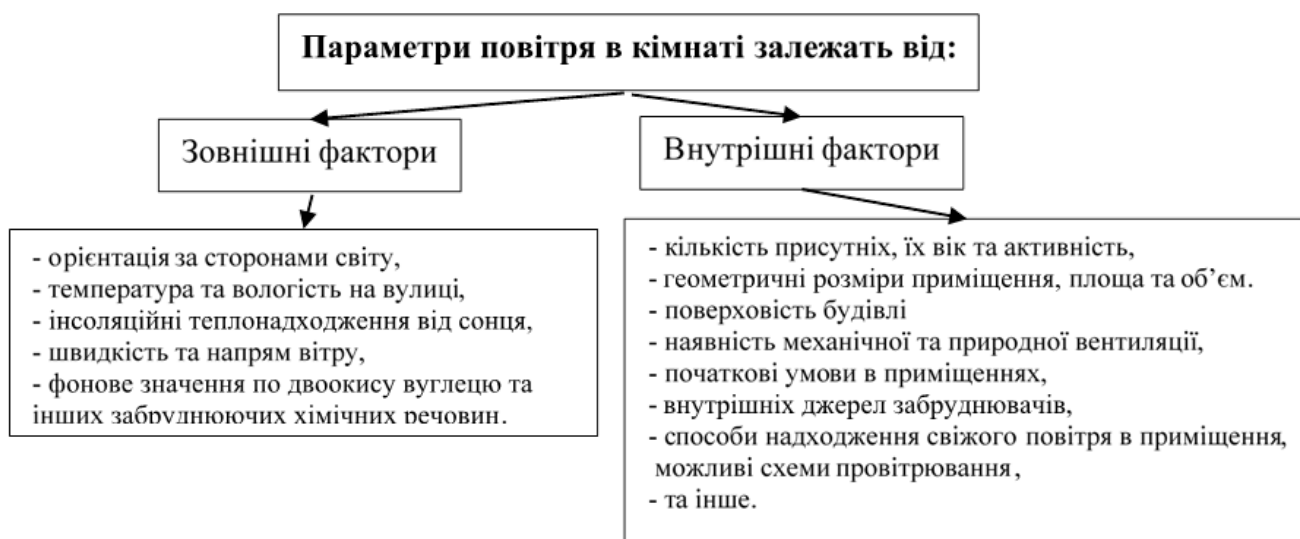 Параметри повітря в кімнаті залежать від:
Зовнішні фактори
Внутрішні фактори
- орієнтація за сторонами світу,
- температура та вологість на вулиці,
- інсоляційні теплонадходження від сонця,
- швидкість та напрям вітру,
- фонове значення по двоокису вуглецю та
інших забруднюючих хімічних речовин.
- кількість присутніх, їх вік та активність,
- геометричні розміри приміщення, площа та об’єм.
- поверховість будівлі
- наявність механічної та природної вентиляції,
- початкові умови в приміщеннях,
- внутрішніх джерел забруднювачів,
- способи надходження свіжого повітря в приміщення,
можливі схеми провітрювання,
- та інше.